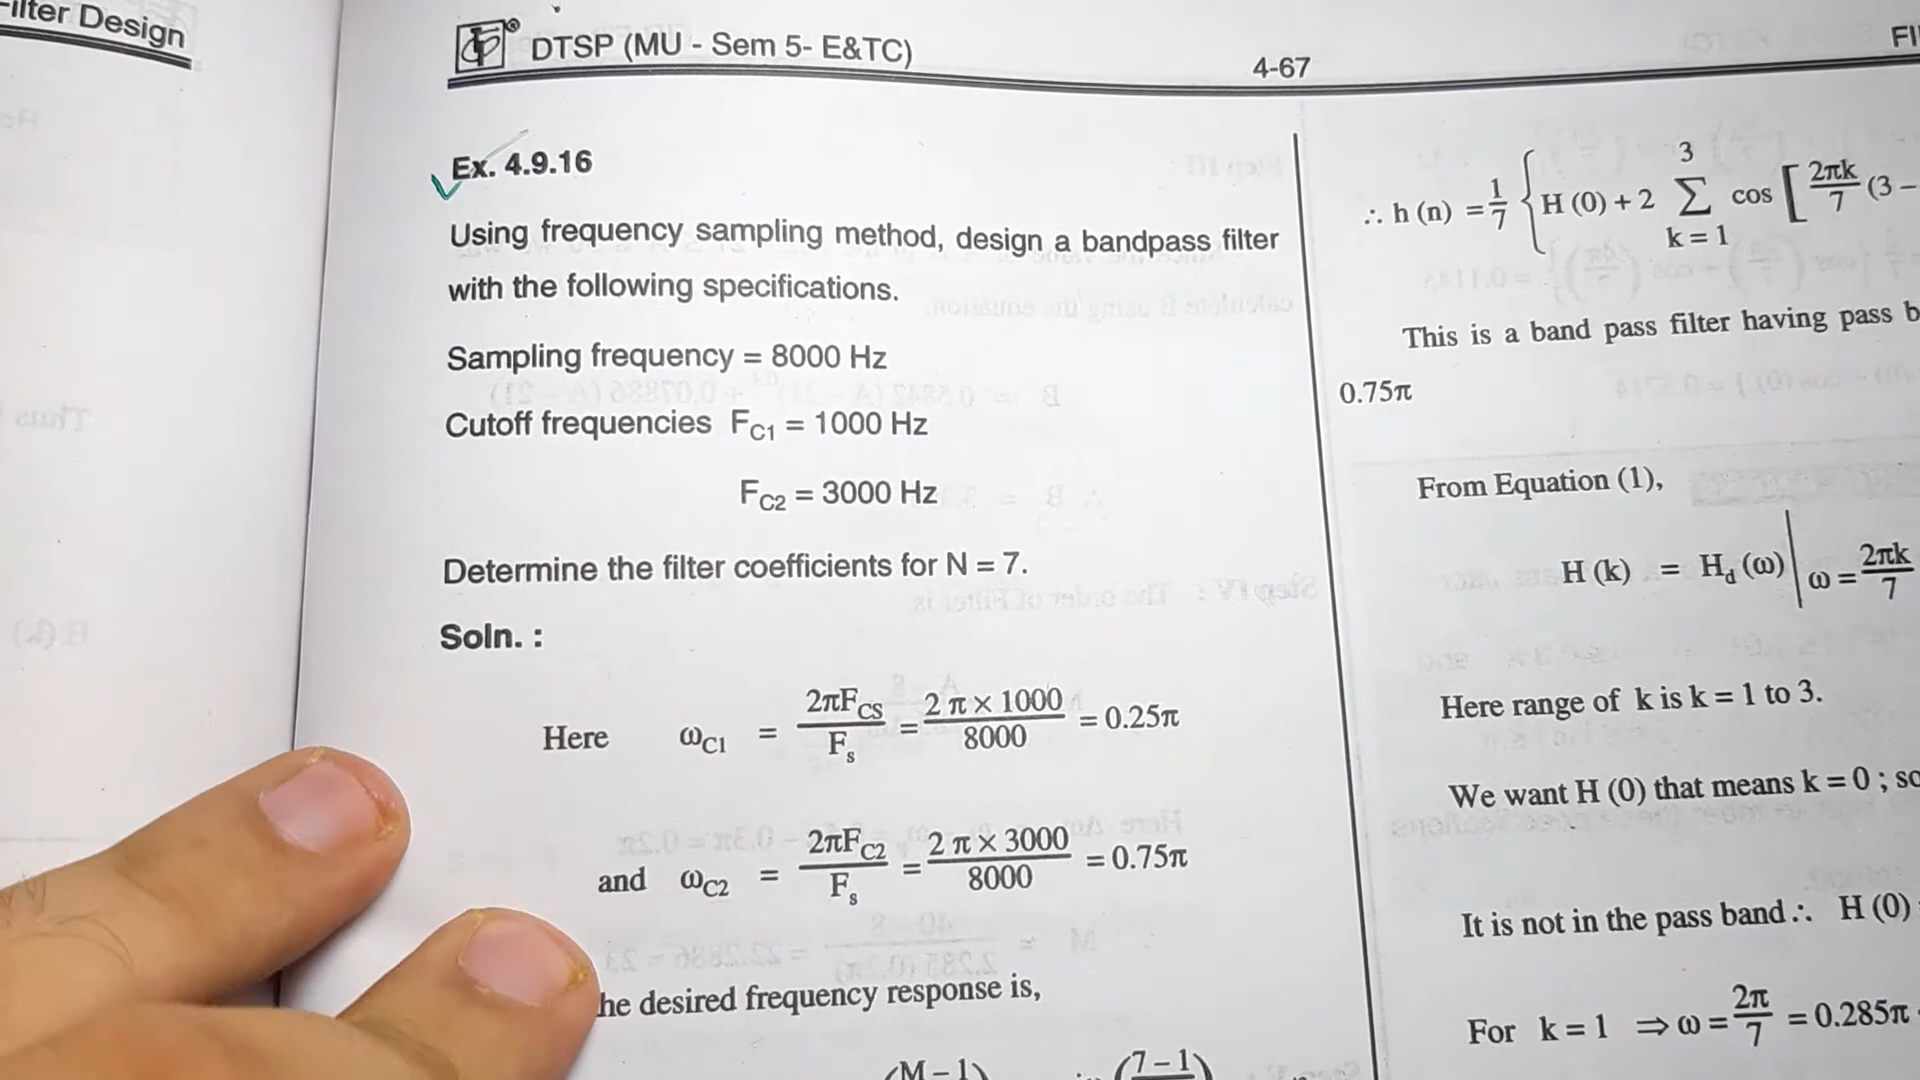 Filter Design
DTSP (MU - Sem 5- E&TC)
4-67
Ex. 4.9.16
Using frequency sampling method, design a bandpass filter
with the following specifications.
Sampling frequency = 8000 Hz
Cutoff frequencies F_C1 = 1000 Hz
F_C2 = 3000 Hz
Determine the filter coefficients for N = 7.
Soln. :
Here ω_C1 = 2πF_CS / F_s = 2 π × 1000 / 8000 = 0.25π
and ω_C2 = 2πF_C2 / F_s = 2 π × 3000 / 8000 = 0.75π
he desired frequency response is,
(M – 1) (7 – 1)
∴ h (n) = 1/7 { H (0) + 2 Σ_{k = 1}^{3} cos [ 2πk/7 (3 –
This is a band pass filter having pass b
0.75π
From Equation (1),
H (k) = H_d (ω) | ω = 2πk/7
Here range of k is k = 1 to 3.
We want H (0) that means k = 0 ; so
It is not in the pass band ∴ H (0)
For k = 1 ⇒ ω = 2π/7 = 0.285π